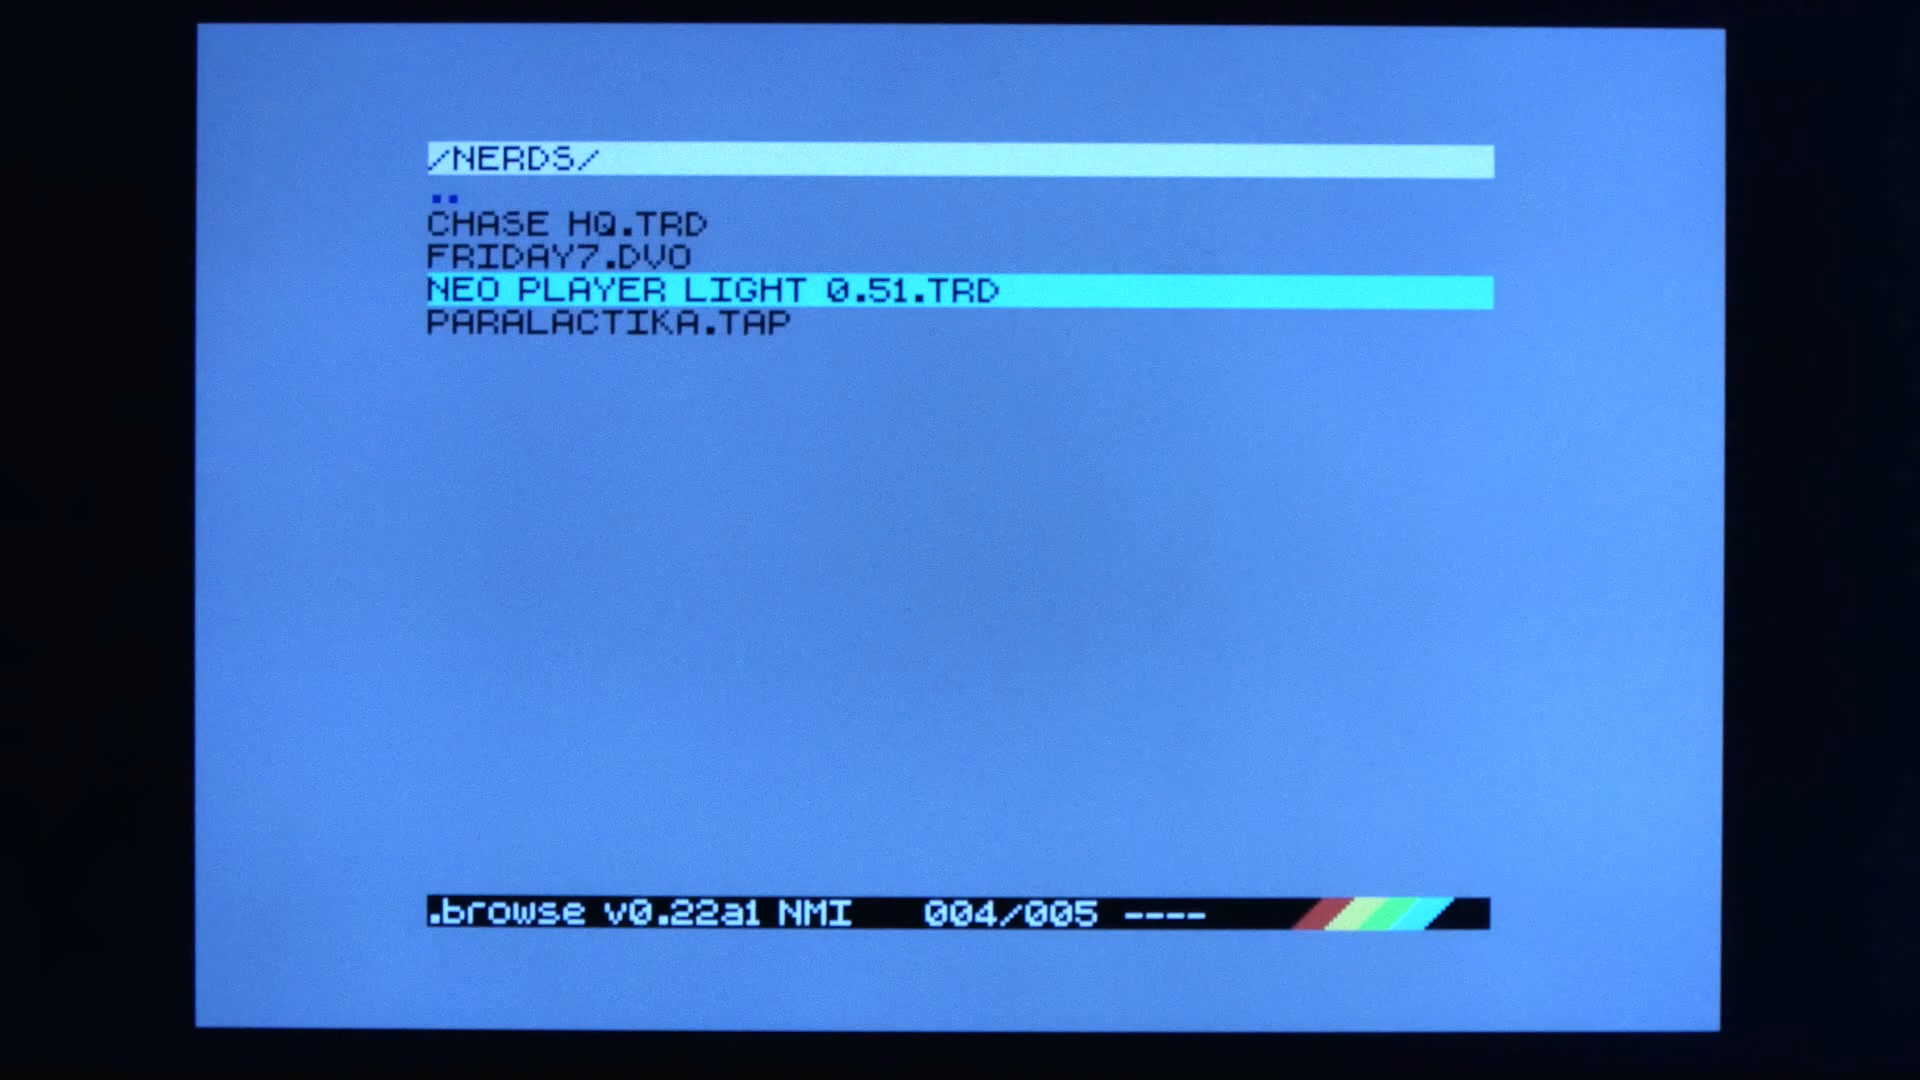 /NERDS/
..
CHASE HQ.TRD
FRIDAY7.DVO
NEO PLAYER LIGHT 0.51.TRD
PARALACTIKA.TAP
.browse v0.22a1 NMI 004/005 ----